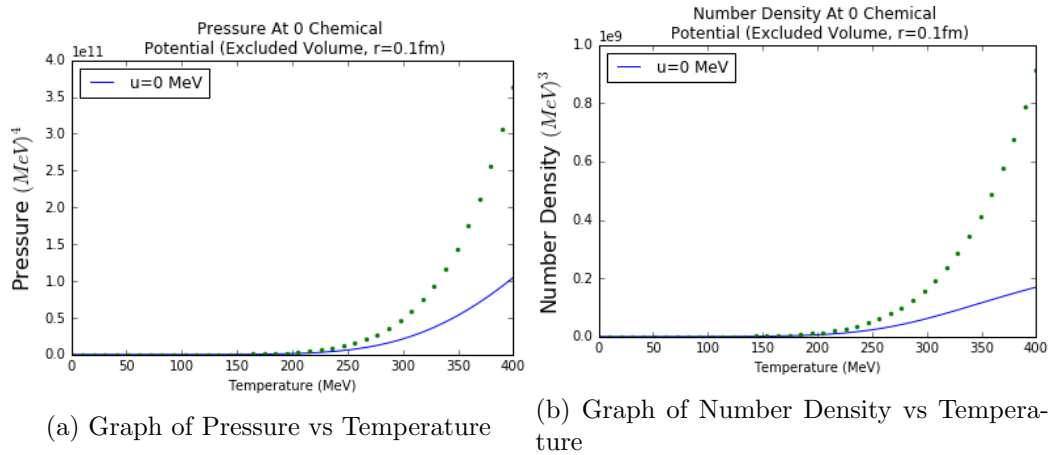 Pressure At 0 Chemical
Potential (Excluded Volume, r=0.1fm)
1e11
u=0 MeV
4.0
3.5
3.0
2.5
2.0
1.5
1.0
0.5
0.0
Pressure (MeV)^4
0 50 100 150 200 250 300 350 400
Temperature (MeV)
(a) Graph of Pressure vs Temperature
Number Density At 0 Chemical
Potential (Excluded Volume, r=0.1fm)
1e9
u=0 MeV
1.0
0.8
0.6
0.4
0.2
0.0
Number Density (MeV)^3
0 50 100 150 200 250 300 350 400
Temperature (MeV)
(b) Graph of Number Density vs Tempera-
ture